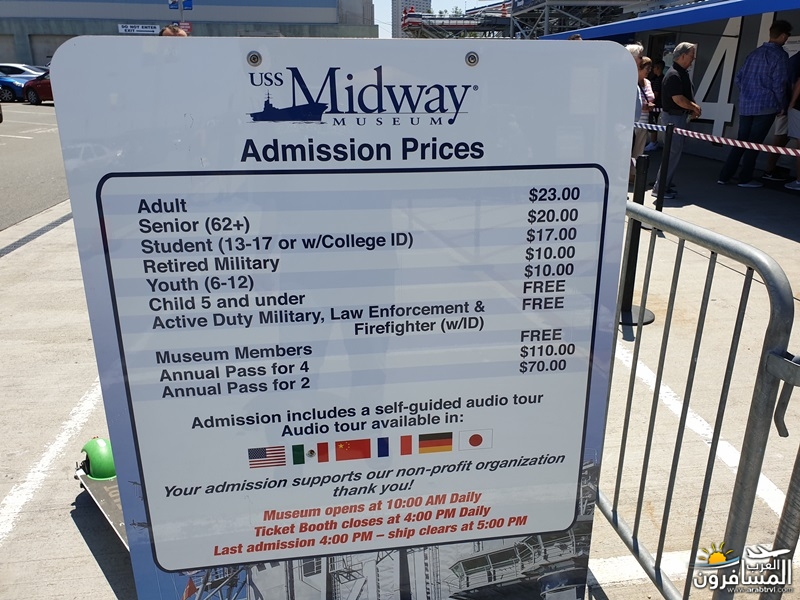 DO NOT ENTER
EXIT
USS Midway®
MUSEUM
Admission Prices
Adult $23.00
Senior (62+) $20.00
Student (13-17 or w/College ID) $17.00
Retired Military $10.00
Youth (6-12) $10.00
Child 5 and under FREE
Active Duty Military, Law Enforcement & FREE
Firefighter (w/ID)
Museum Members FREE
Annual Pass for 4 $110.00
Annual Pass for 2 $70.00
Admission includes a self-guided audio tour
Audio tour available in:
Your admission supports our non-profit organization
thank you!
Museum opens at 10:00 AM Daily
Ticket Booth closes at 4:00 PM Daily
Last admission 4:00 PM – ship clears at 5:00 PM
4
العرب
المسافرون
www.arabtrvl.com